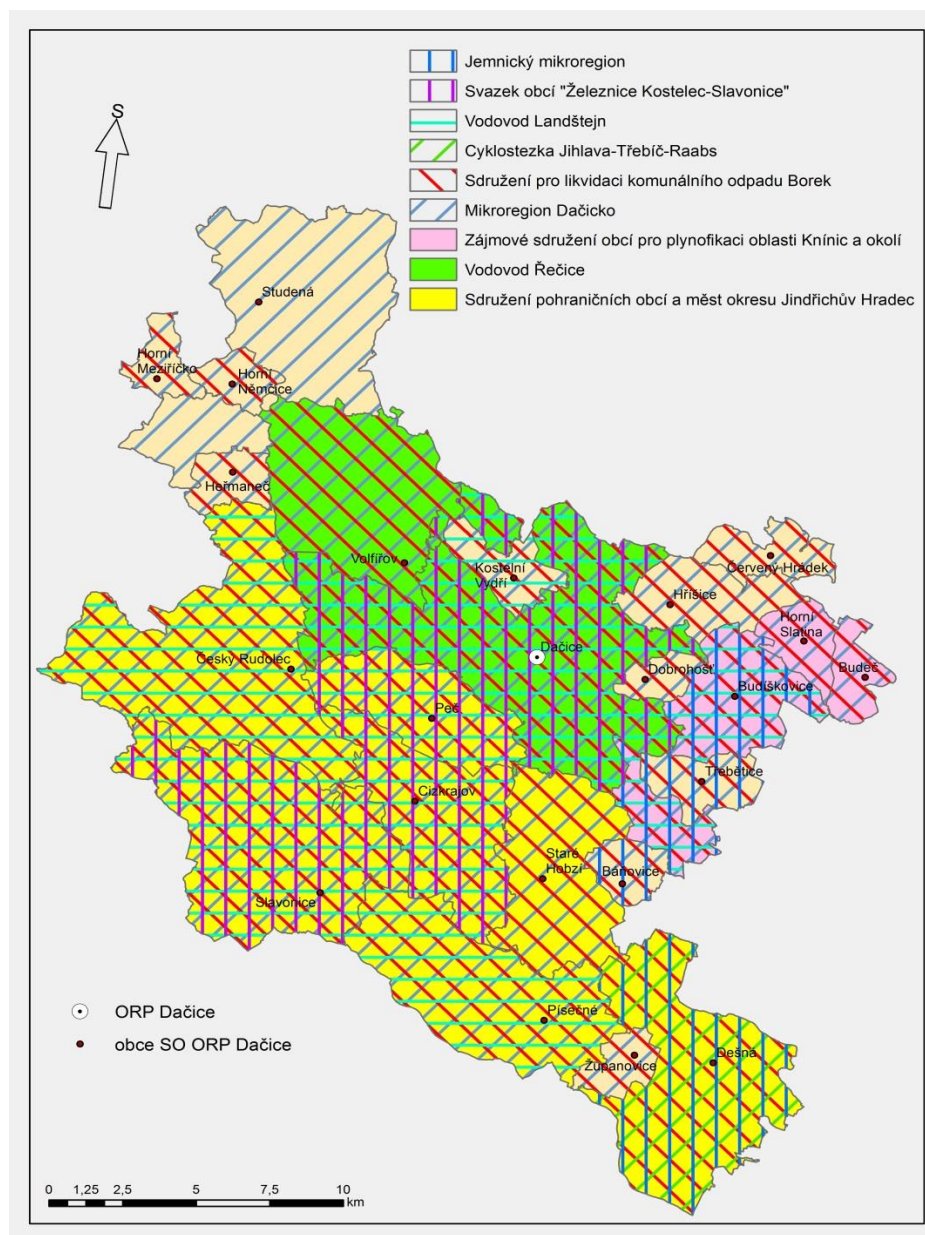 Jemnický mikroregion
Svazek obcí "Železnice Kostelec-Slavonice"
Vodovod Landštejn
Cyklostezka Jihlava-Třebíč-Raabs
Sdružení pro likvidaci komunálního odpadu Borek
Mikroregion Dačicko
Zájmové sdružení obcí pro plynofikaci oblasti Knínic a okolí
Vodovod Řečice
Sdružení pohraničních obcí a měst okresu Jindřichův Hradec
S
Studená
Horní
Meziříčko
Horní
Němčice
Heřmaneč
Volfířov
Kostelní
Vydří
Červený Hrádek
Hříšice
Horní
Slatina
Dačice
Dobrohošť
Budeč
Budíškovice
Český Rudolec
Peč
Třebětice
Cizkrajov
Staré
Hobzí
Báňovice
Slavonice
Písečné
Dešná
Županovice
ORP Dačice
obce SO ORP Dačice
0 1,25 2,5 5 7,5 10
km